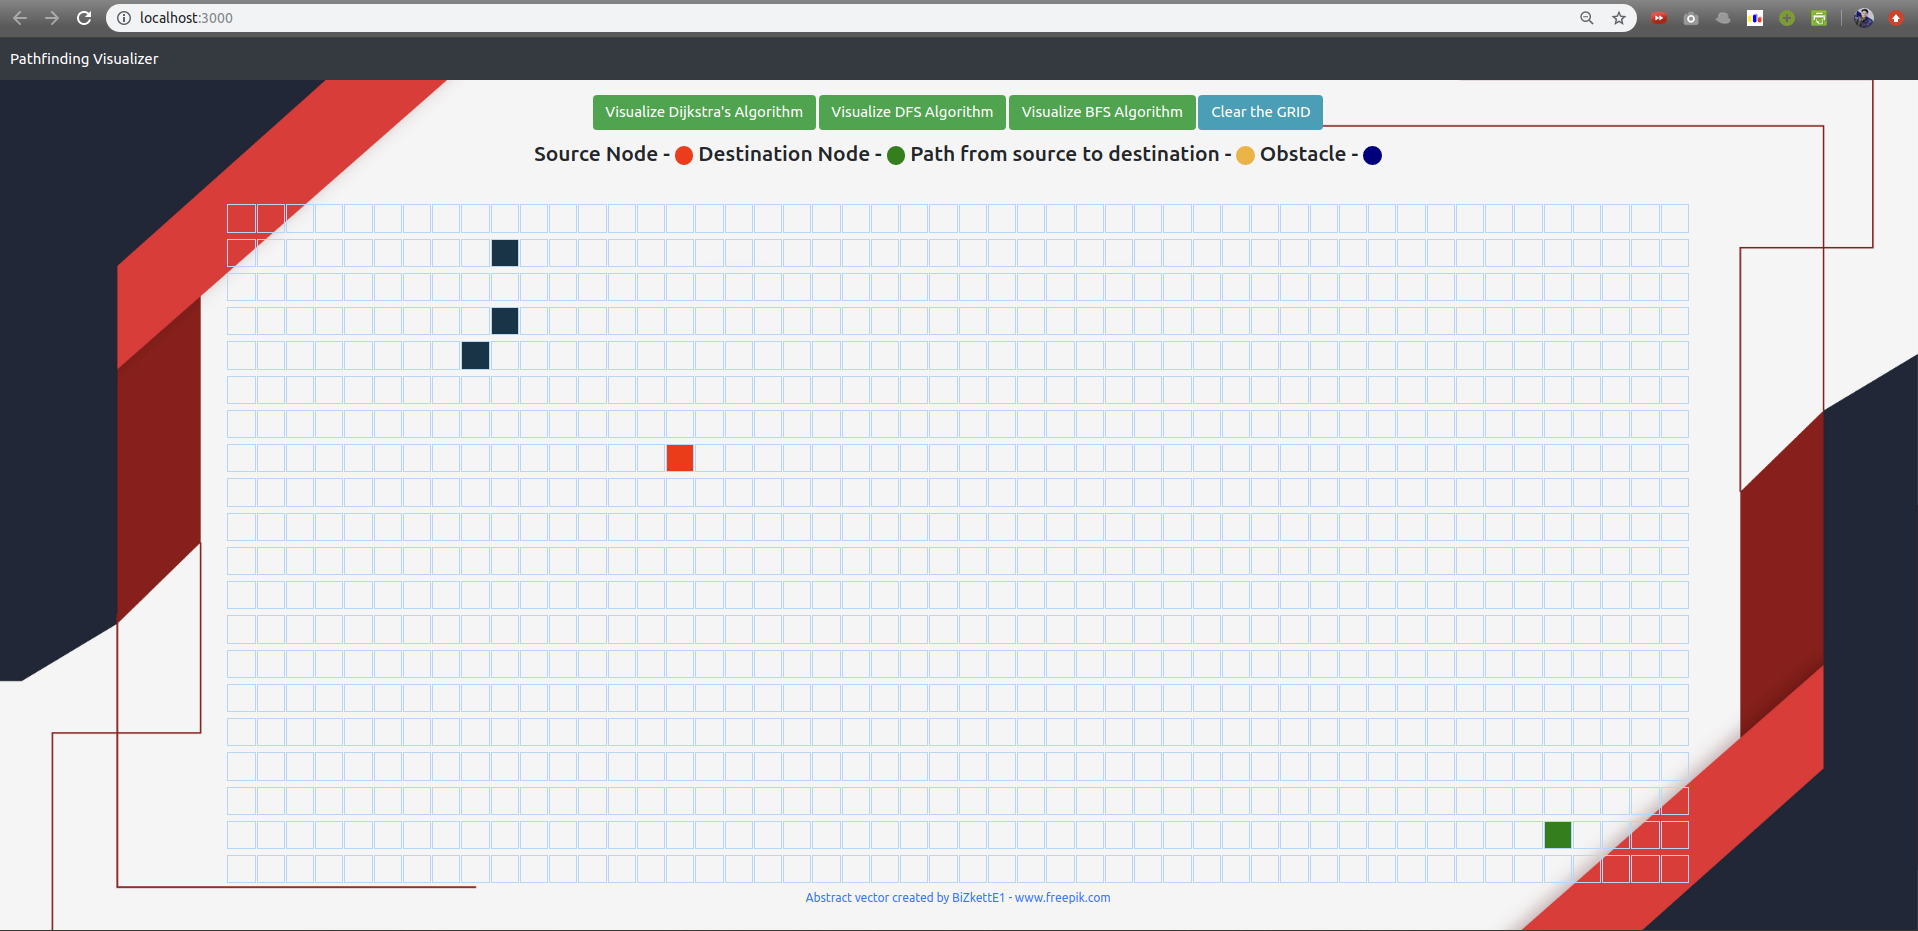 localhost:3000
Pathfinding Visualizer
Visualize Dijkstra's Algorithm Visualize DFS Algorithm Visualize BFS Algorithm Clear the GRID
Source Node - Destination Node - Path from source to destination - Obstacle -
Abstract vector created by BiZkettE1 - www.freepik.com